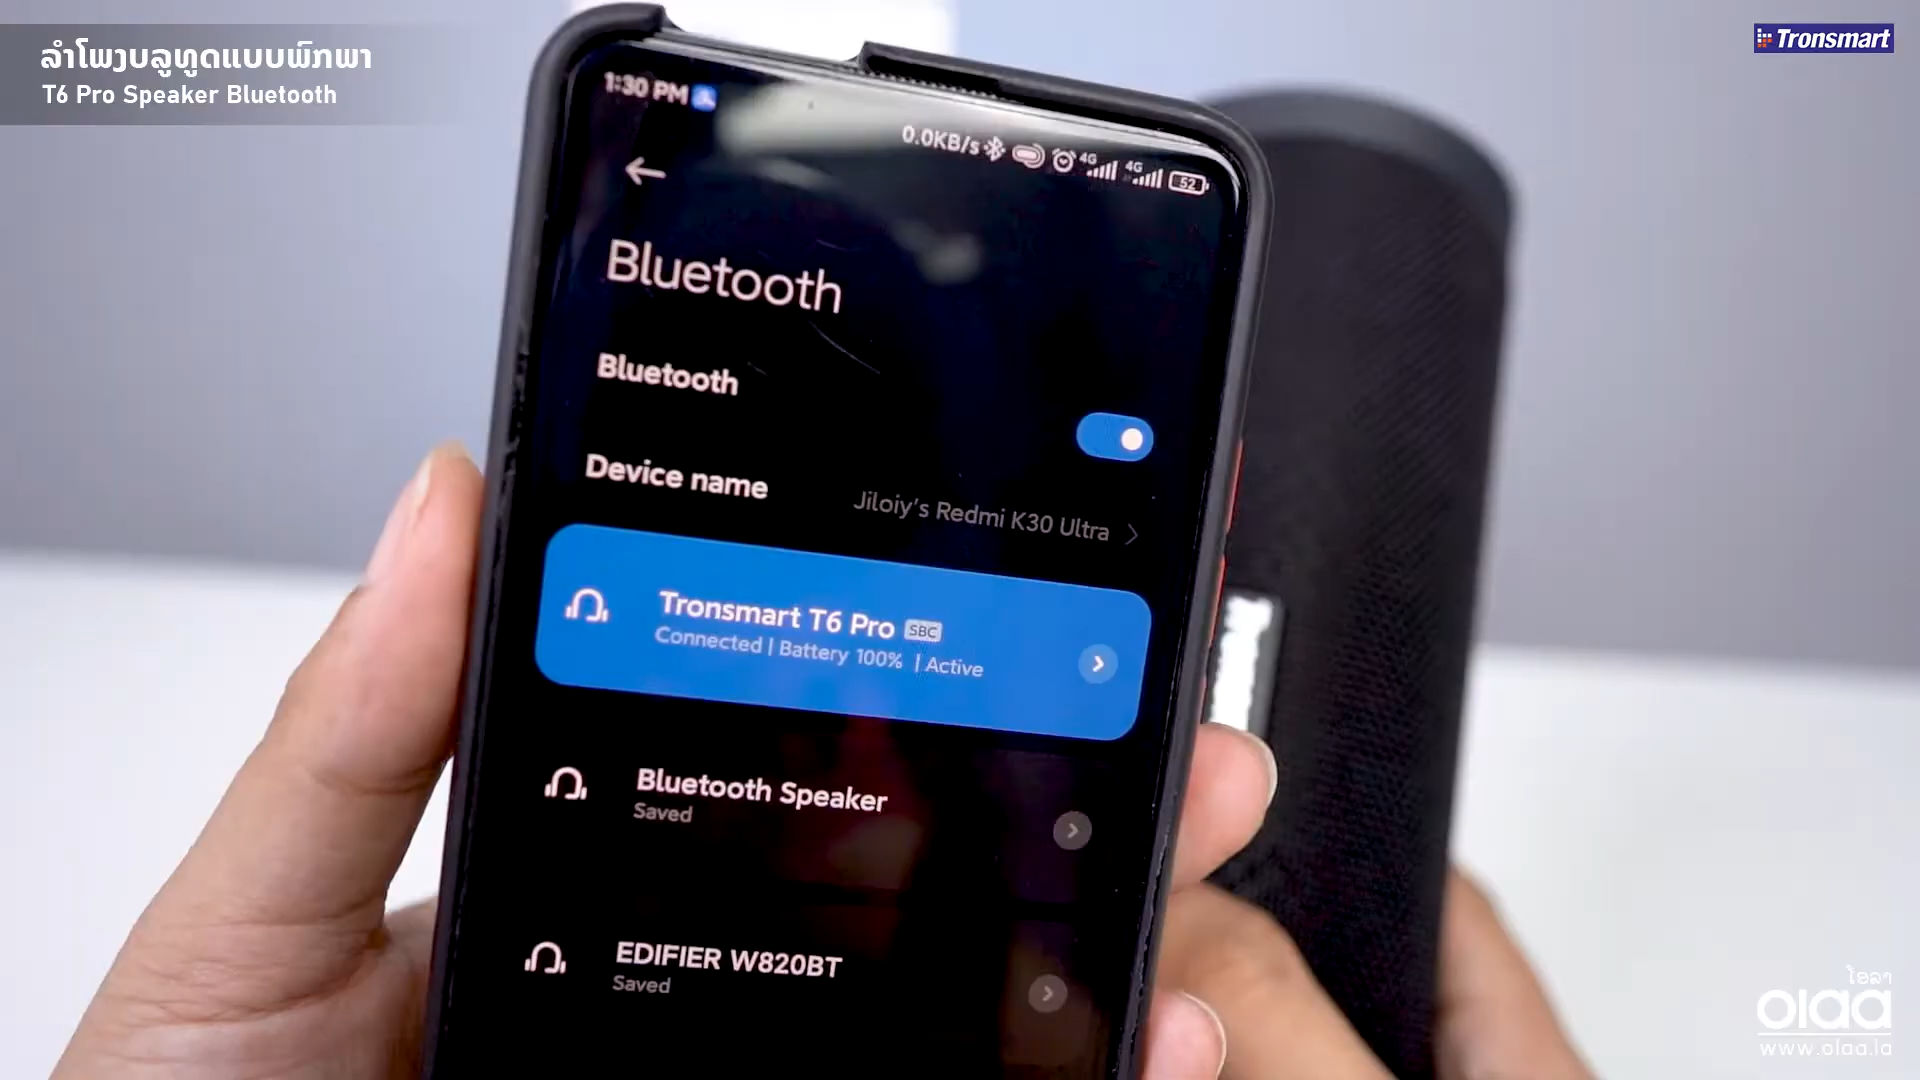 ລຳໂພງບລູທູດແບບພົກພາ
T6 Pro Speaker Bluetooth
Tronsmart
1:30 PM
0.0KB/s 4G 4G 52
Bluetooth
Bluetooth
Device name
Jiloiy's Redmi K30 Ultra
Tronsmart T6 Pro SBC
Connected | Battery 100% | Active
Bluetooth Speaker
Saved
EDIFIER W820BT
Saved
ໂອລາ
olaa
www.olaa.la